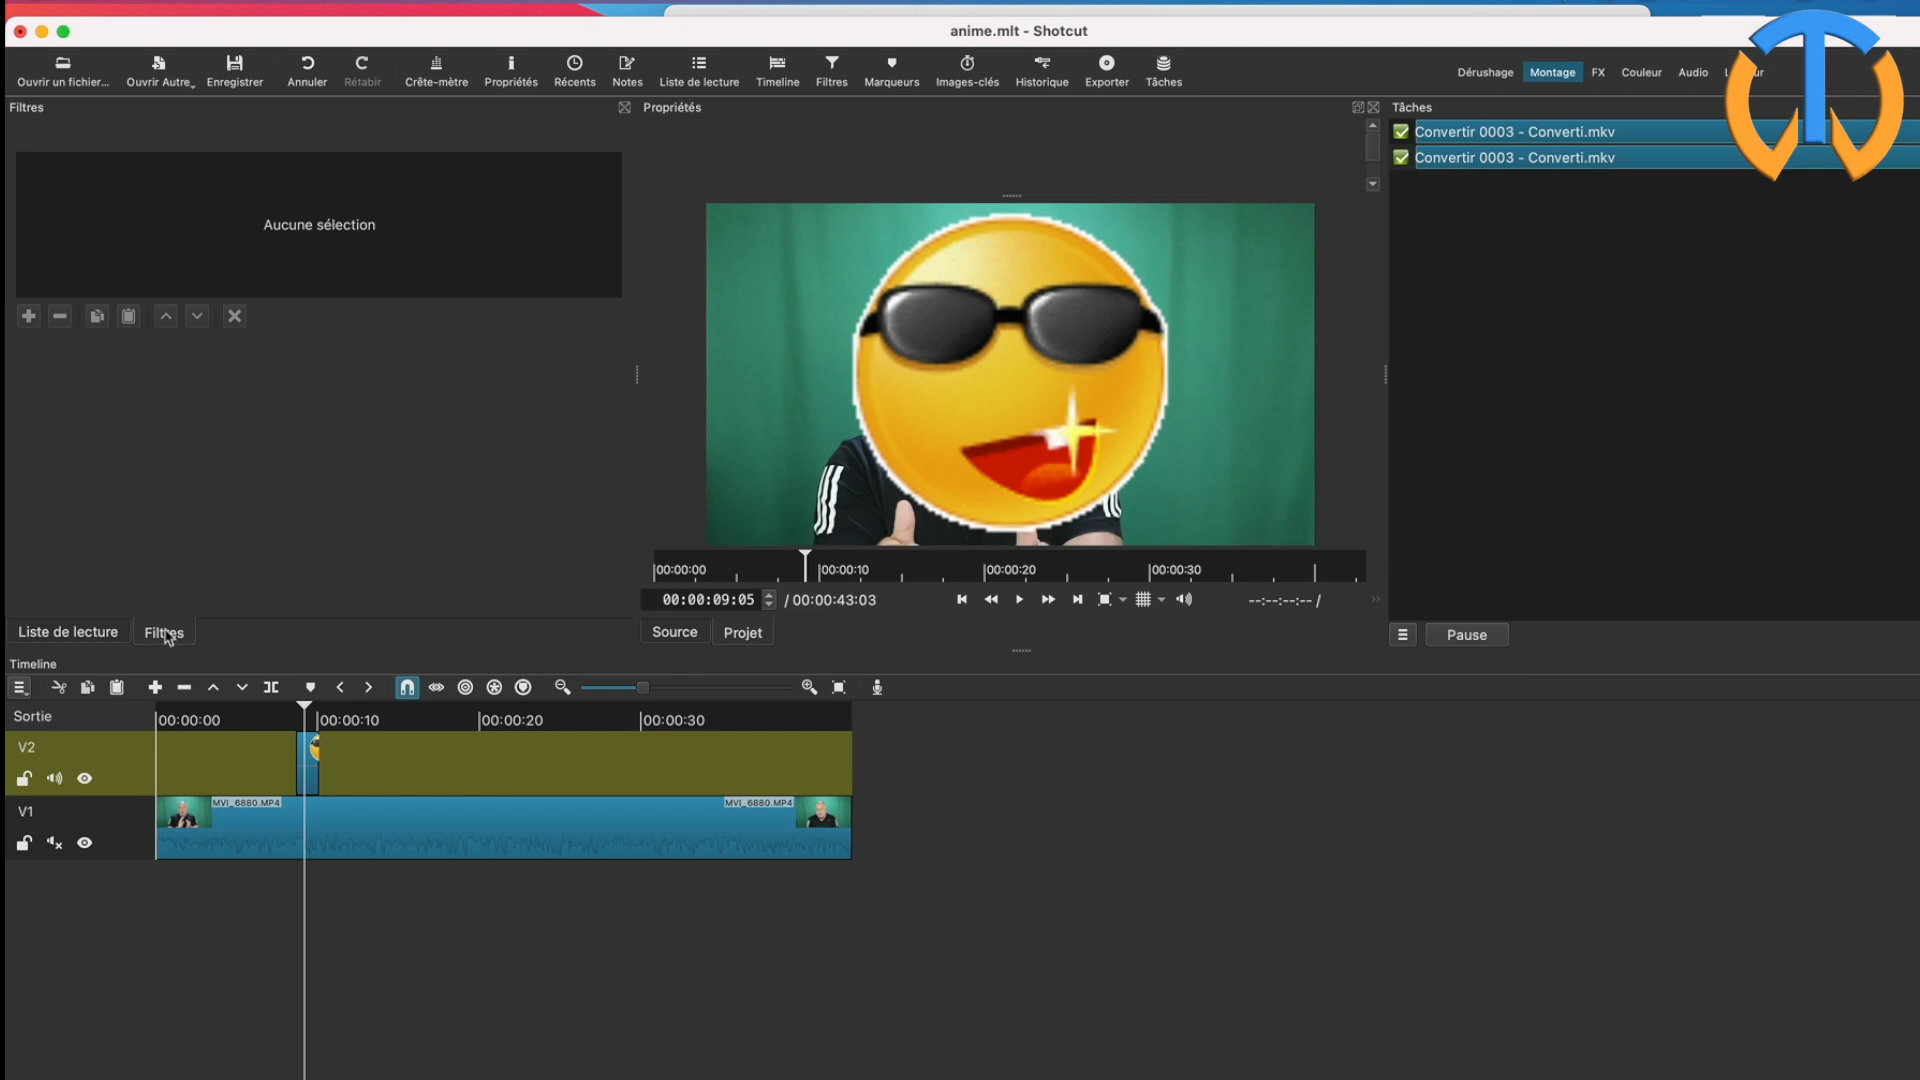 anime.mlt - Shotcut
Ouvrir un fichier... Ouvrir Autre... Enregistrer Annuler Rétabir Crête-mètre Propriétés Récents Notes Liste de lecture Timeline Filtres Marqueurs Images-clés Historique Exporter Tâches
Dérushage Montage FX Couleur Audio
Filtres
Propriétés
Tâches
Convertir 0003 - Converti.mkv
Convertir 0003 - Converti.mkv
Aucune sélection
00:00:00 00:00:10 00:00:20 00:00:30
00:00:09:05 / 00:00:43:03 --:--:--:-- /
Liste de lecture Filtres
Source Projet
Pause
Timeline
Sortie 00:00:00 00:00:10 00:00:20 00:00:30
V2
V1 MVI_6880.MP4 MVI_6880.MP4